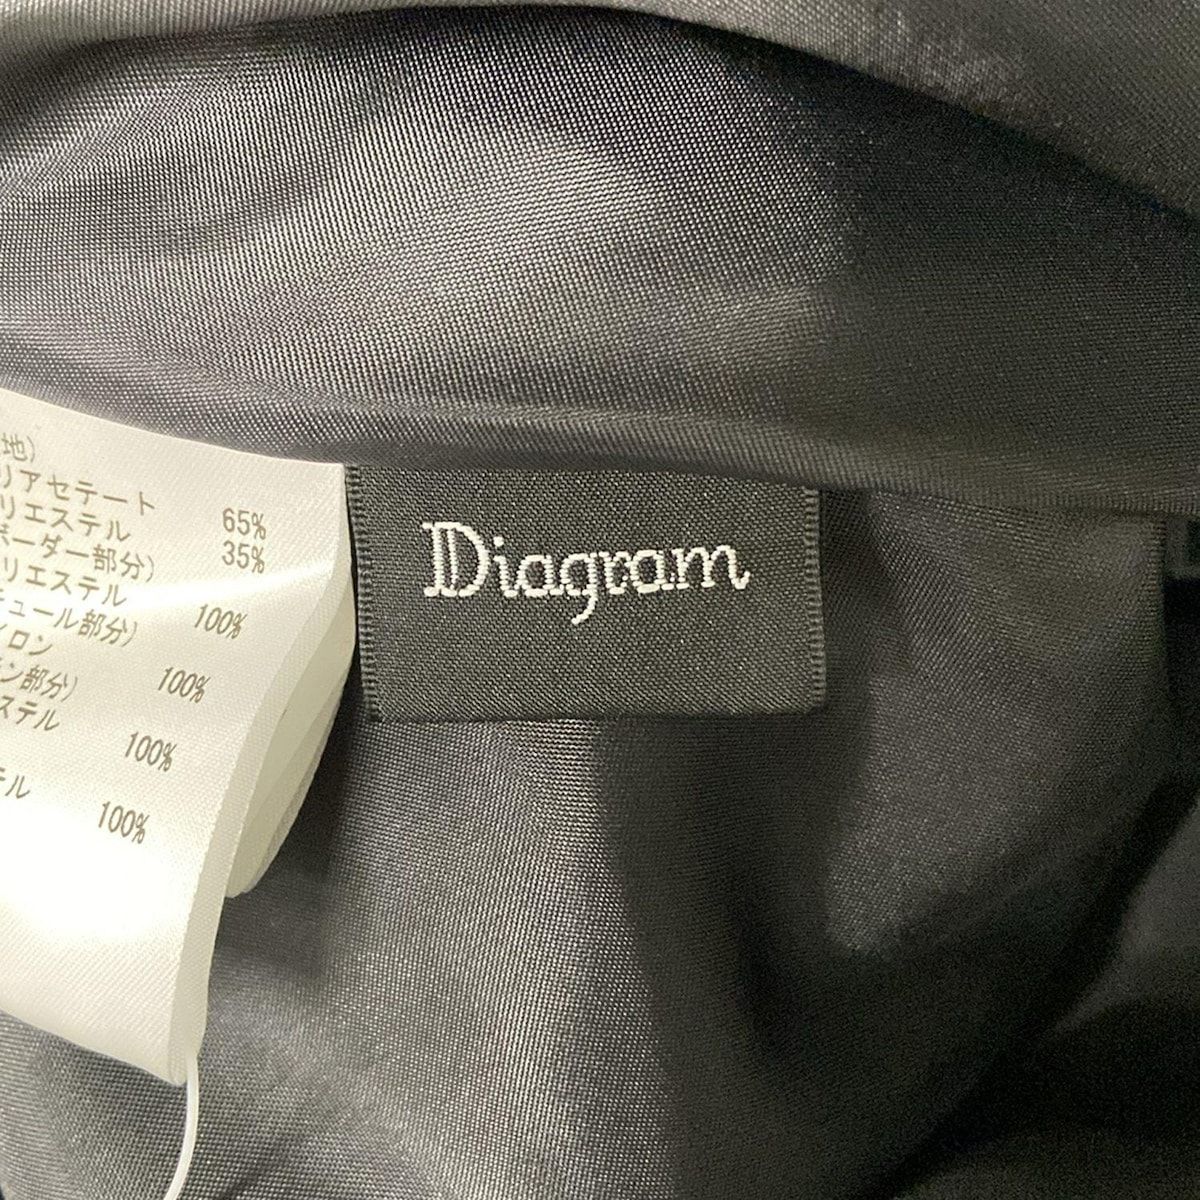 地)
リアセテート 65%
リエステル 35%
ボーダー部分)
リエステル 100%
チュール部分)
イロン 100%
ン部分)
ステル 100%
テル 100%
Diagram